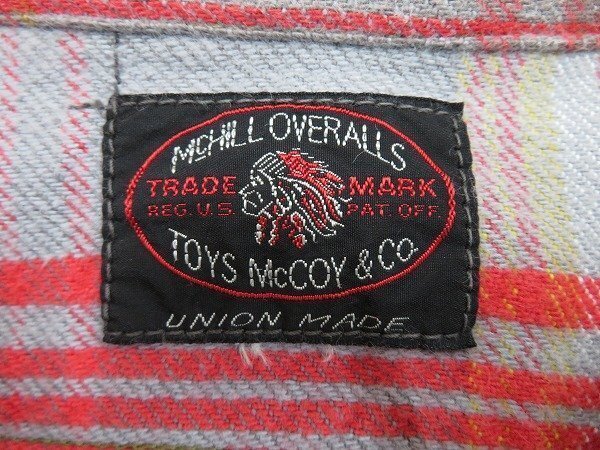 McHILL OVERALLS
TRADE MARK
REG. U.S. PAT. OFF.
TOYS McCOY & Co.
UNION MADE